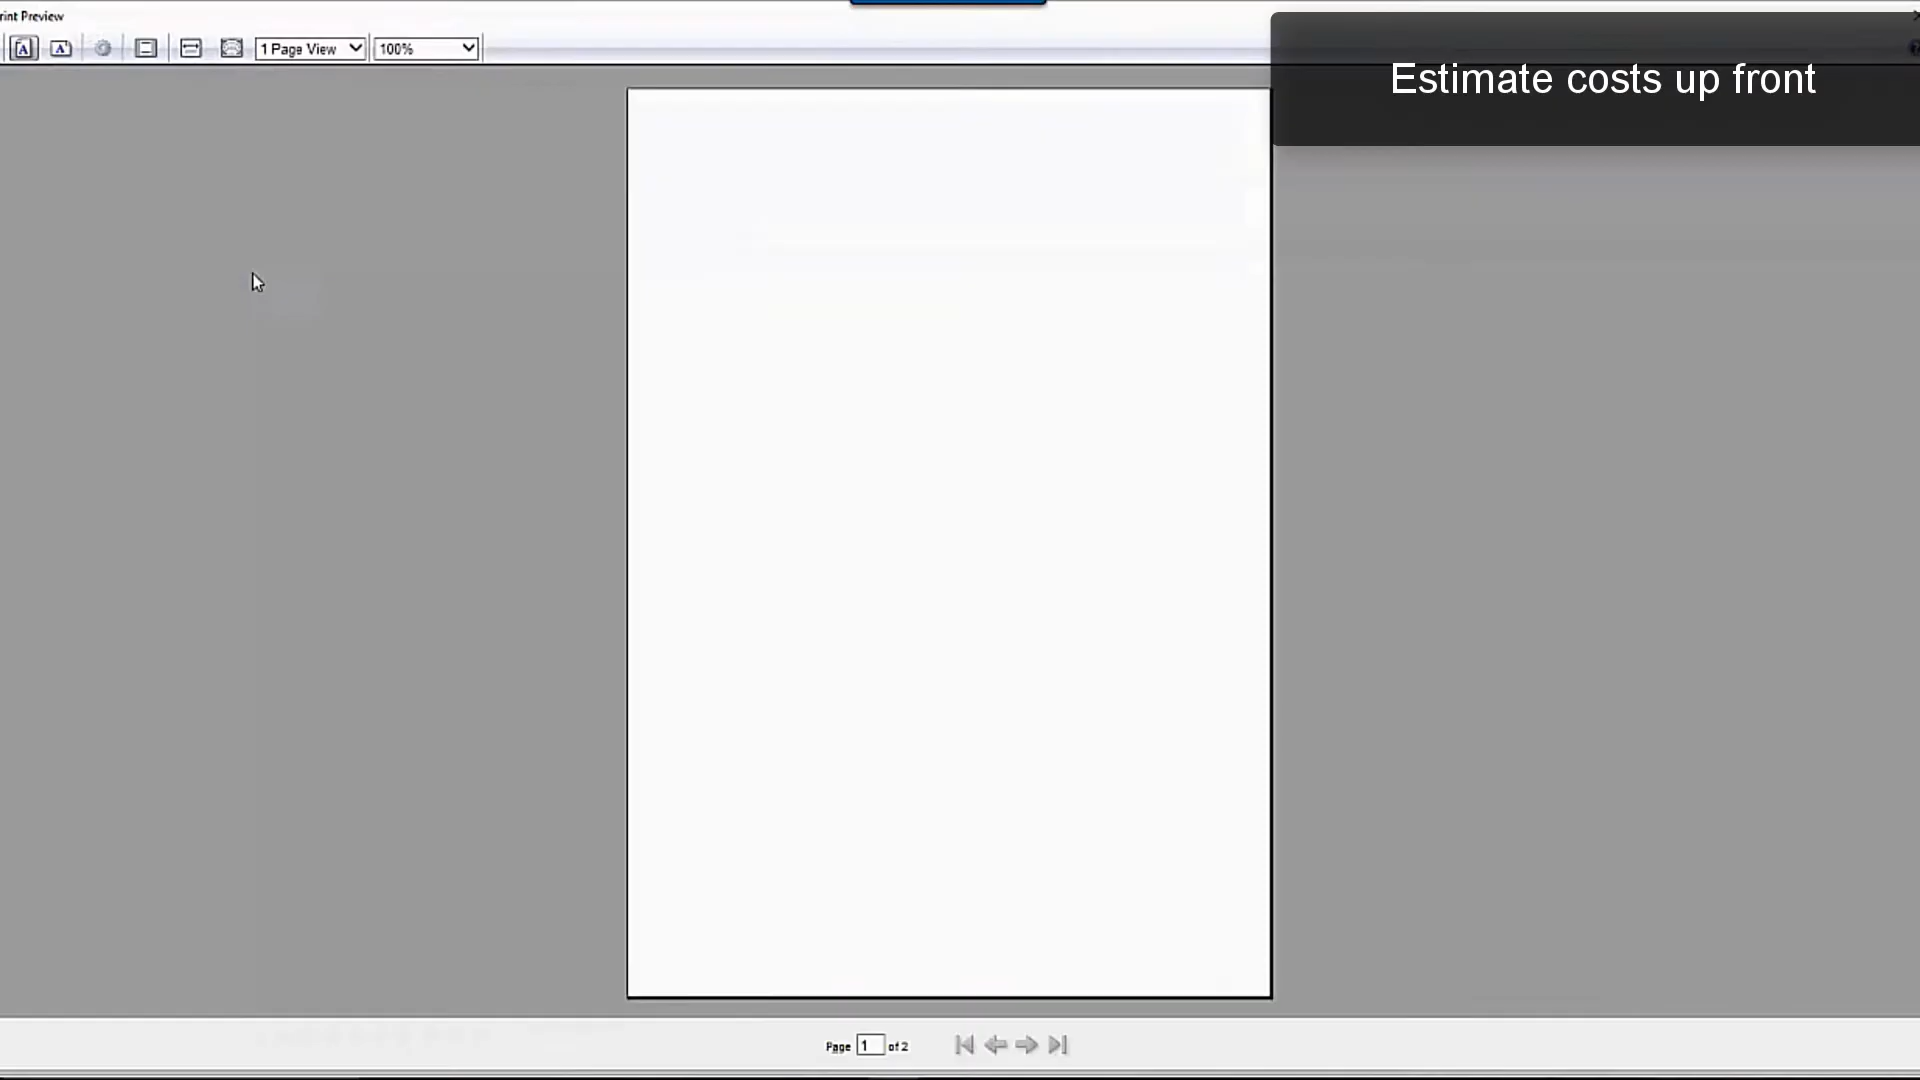 rint Preview
1 Page View
100%
Estimate costs up front
Page 1 of 2